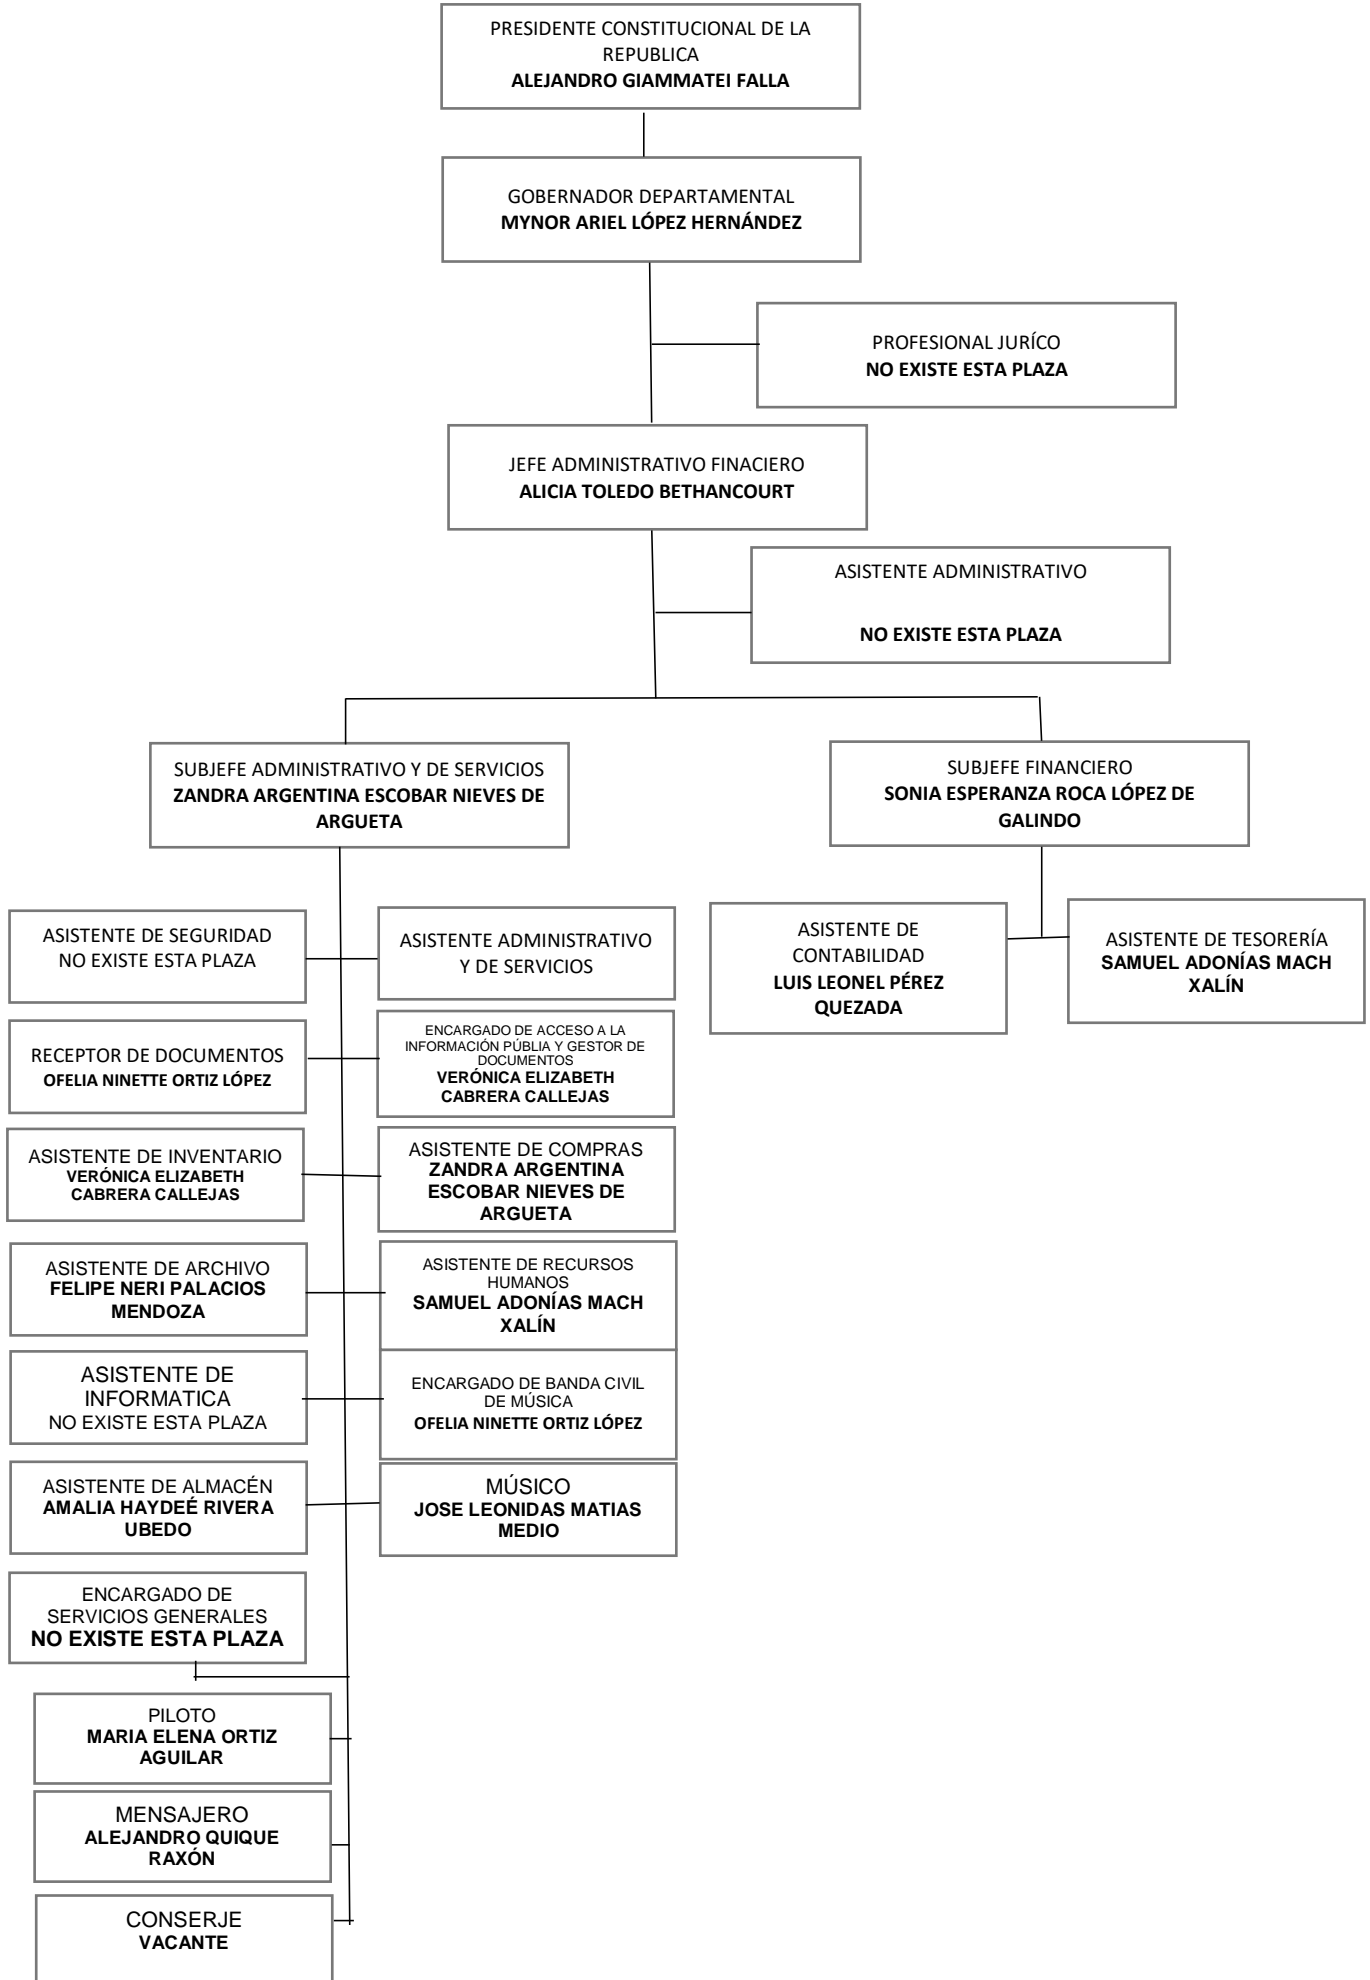 PRESIDENTE CONSTITUCIONAL DE LA
REPUBLICA
ALEJANDRO GIAMMATEI FALLA
GOBERNADOR DEPARTAMENTAL
MYNOR ARIEL LÓPEZ HERNÁNDEZ
PROFESIONAL JURÍCO
NO EXISTE ESTA PLAZA
JEFE ADMINISTRATIVO FINACIERO
ALICIA TOLEDO BETHANCOURT
ASISTENTE ADMINISTRATIVO
NO EXISTE ESTA PLAZA
SUBJEFE ADMINISTRATIVO Y DE SERVICIOS
ZANDRA ARGENTINA ESCOBAR NIEVES DE
ARGUETA
SUBJEFE FINANCIERO
SONIA ESPERANZA ROCA LÓPEZ DE
GALINDO
ASISTENTE DE SEGURIDAD
NO EXISTE ESTA PLAZA
ASISTENTE ADMINISTRATIVO
Y DE SERVICIOS
ASISTENTE DE
CONTABILIDAD
LUIS LEONEL PÉREZ
QUEZADA
ASISTENTE DE TESORERÍA
SAMUEL ADONÍAS MACH
XALÍN
RECEPTOR DE DOCUMENTOS
OFELIA NINETTE ORTIZ LÓPEZ
ENCARGADO DE ACCESO A LA
INFORMACIÓN PÚBLIA Y GESTOR DE
DOCUMENTOS
VERÓNICA ELIZABETH
CABRERA CALLEJAS
ASISTENTE DE INVENTARIO
VERÓNICA ELIZABETH
CABRERA CALLEJAS
ASISTENTE DE COMPRAS
ZANDRA ARGENTINA
ESCOBAR NIEVES DE
ARGUETA
ASISTENTE DE ARCHIVO
FELIPE NERI PALACIOS
MENDOZA
ASISTENTE DE RECURSOS
HUMANOS
SAMUEL ADONÍAS MACH
XALÍN
ASISTENTE DE
INFORMATICA
NO EXISTE ESTA PLAZA
ENCARGADO DE BANDA CIVIL
DE MÚSICA
OFELIA NINETTE ORTIZ LÓPEZ
ASISTENTE DE ALMACÉN
AMALIA HAYDEÉ RIVERA
UBEDO
MÚSICO
JOSE LEONIDAS MATIAS
MEDIO
ENCARGADO DE
SERVICIOS GENERALES
NO EXISTE ESTA PLAZA
PILOTO
MARIA ELENA ORTIZ
AGUILAR
MENSAJERO
ALEJANDRO QUIQUE
RAXÓN
CONSERJE
VACANTE